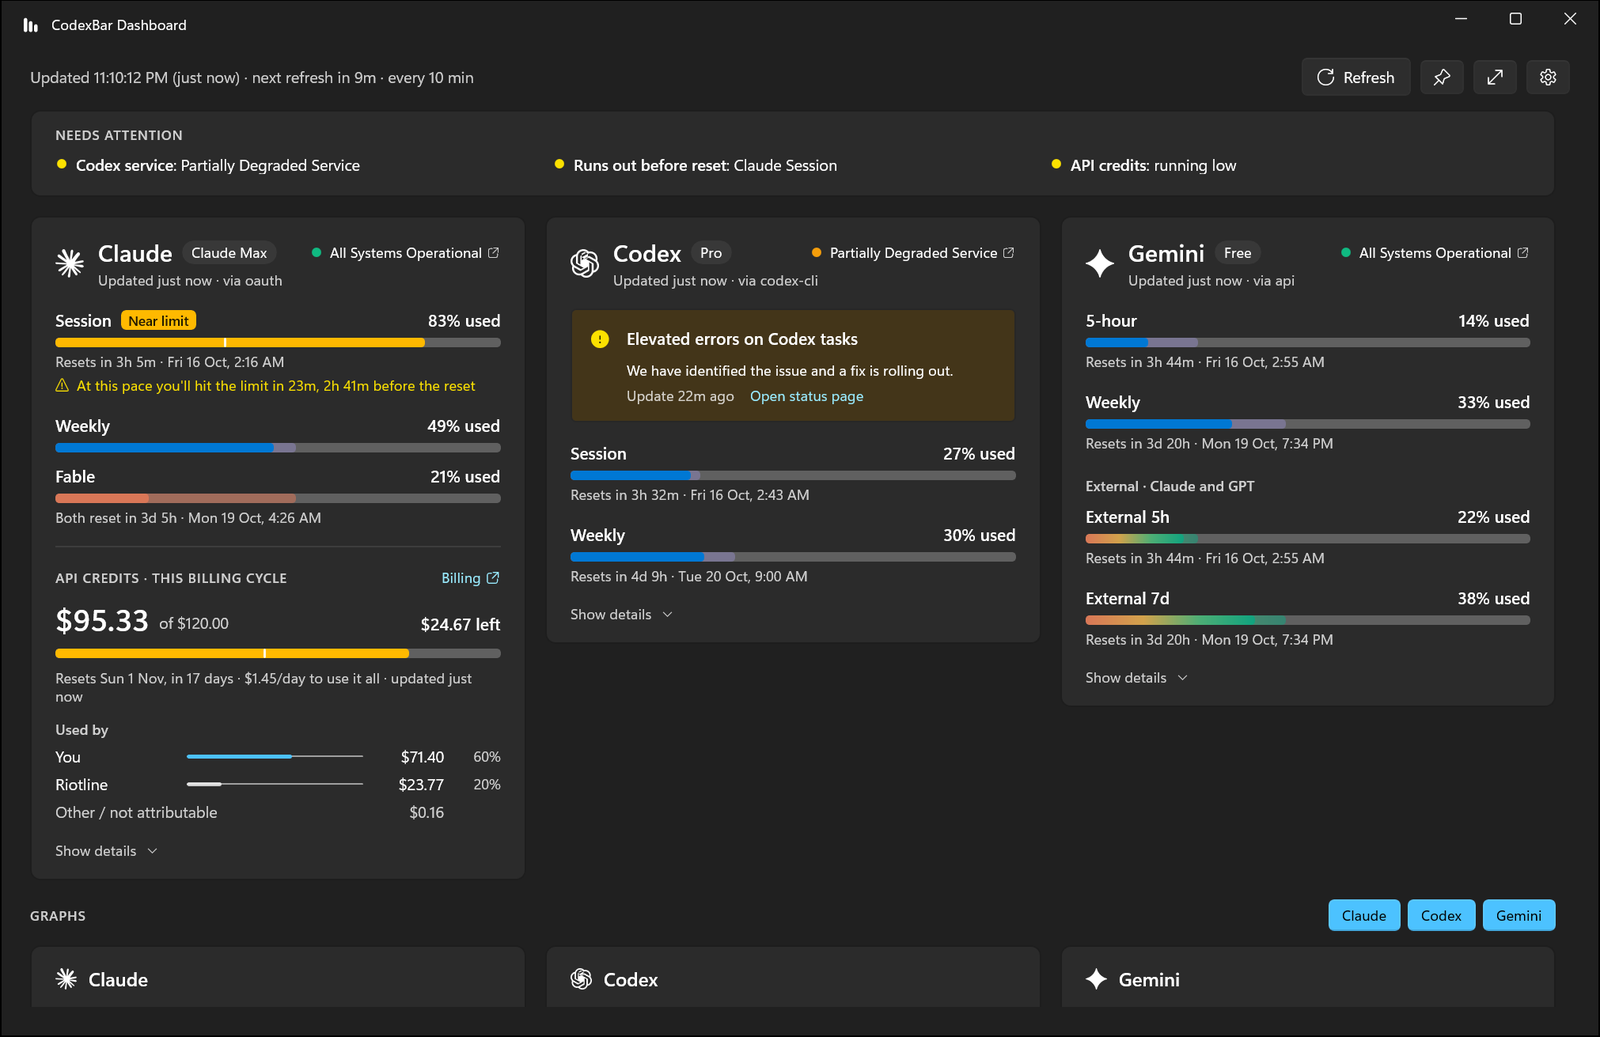 CodexBar Dashboard
Updated 11:10:12 PM (just now) · next refresh in 9m · every 10 min
Refresh
NEEDS ATTENTION
Codex service: Partially Degraded Service
Runs out before reset: Claude Session
API credits: running low
Claude
Claude Max
All Systems Operational
Updated just now · via oauth
Session
Near limit
83% used
Resets in 3h 5m · Fri 16 Oct, 2:16 AM
At this pace you'll hit the limit in 23m, 2h 41m before the reset
Weekly
49% used
Fable
21% used
Both reset in 3d 5h · Mon 19 Oct, 4:26 AM
API CREDITS · THIS BILLING CYCLE
Billing
$95.33 of $120.00
$24.67 left
Resets Sun 1 Nov, in 17 days · $1.45/day to use it all · updated just
now
Used by
You
$71.40
60%
Riotline
$23.77
20%
Other / not attributable
$0.16
Show details
Codex
Pro
Partially Degraded Service
Updated just now · via codex-cli
Elevated errors on Codex tasks
We have identified the issue and a fix is rolling out.
Update 22m ago
Open status page
Session
27% used
Resets in 3h 32m · Fri 16 Oct, 2:43 AM
Weekly
30% used
Resets in 4d 9h · Tue 20 Oct, 9:00 AM
Show details
Gemini
Free
All Systems Operational
Updated just now · via api
5-hour
14% used
Resets in 3h 44m · Fri 16 Oct, 2:55 AM
Weekly
33% used
Resets in 3d 20h · Mon 19 Oct, 7:34 PM
External · Claude and GPT
External 5h
22% used
Resets in 3h 44m · Fri 16 Oct, 2:55 AM
External 7d
38% used
Resets in 3d 20h · Mon 19 Oct, 7:34 PM
Show details
GRAPHS
Claude
Codex
Gemini
Claude
Codex
Gemini